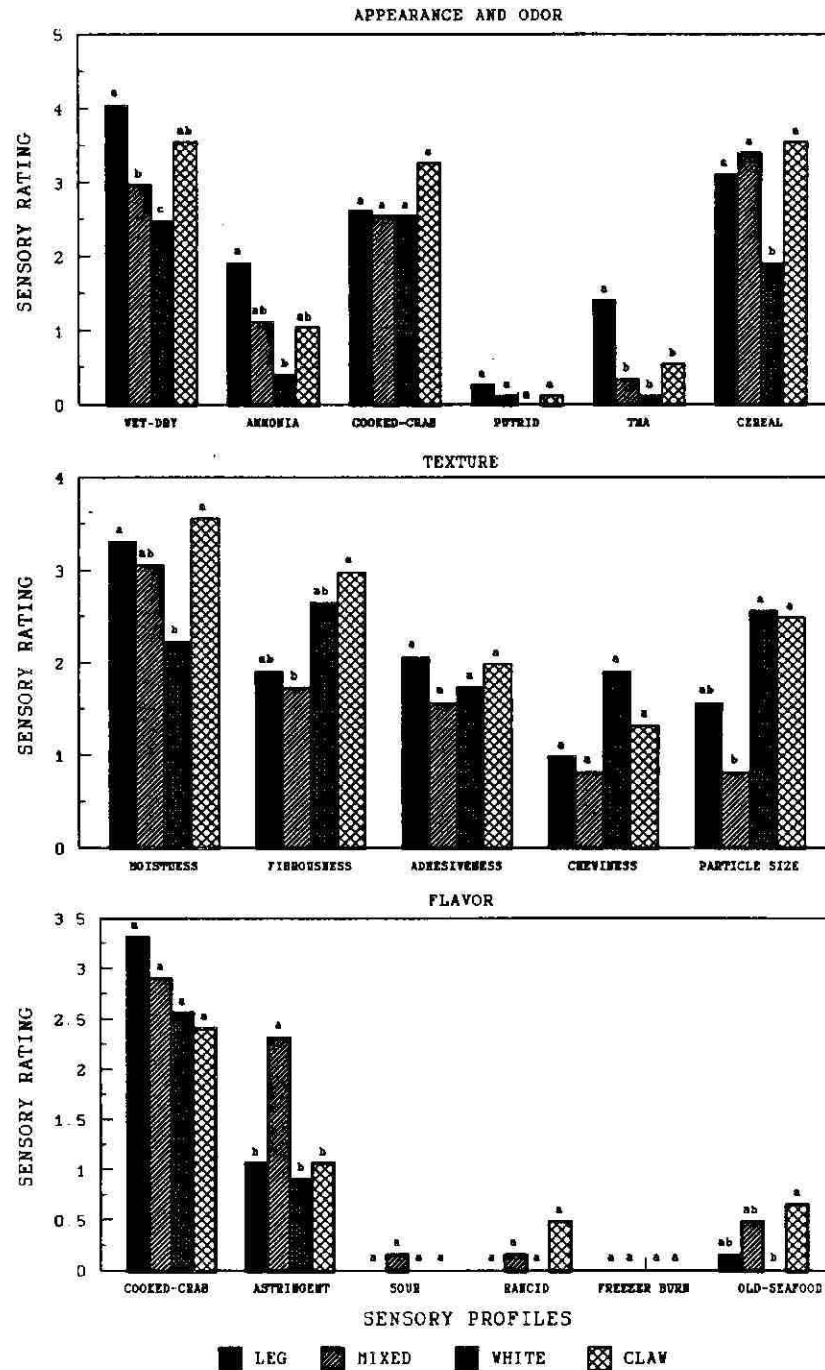 APPEARANCE AND ODOR
SENSORY RATING
5
4
3
2
1
0
a b c ab
a ab b ab
a a a a
a a a a
a b b b
a a b a
WET-DRY AMMONIA COOKED-CRAB PUTRID TMA CEREAL
TEXTURE
SENSORY RATING
4
3
2
1
0
a ab b a
ab b ab a
a a a a
a a a a
ab b a a
MOISTNESS FIBROUSNESS ADHESIVENESS CHEWINESS PARTICLE SIZE
FLAVOR
SENSORY RATING
3 5
3
2.5
2
1 5
1
0.5
0
a a a a
b a b b
a a a a
a a a a
a a a a
ab ab b a
COOKED-CRAB ASTRINGENT SOUR RANCID FREEZER BURN OLD-SEAFOOD
SENSORY PROFILES
LEG MIXED WHITE CLAW